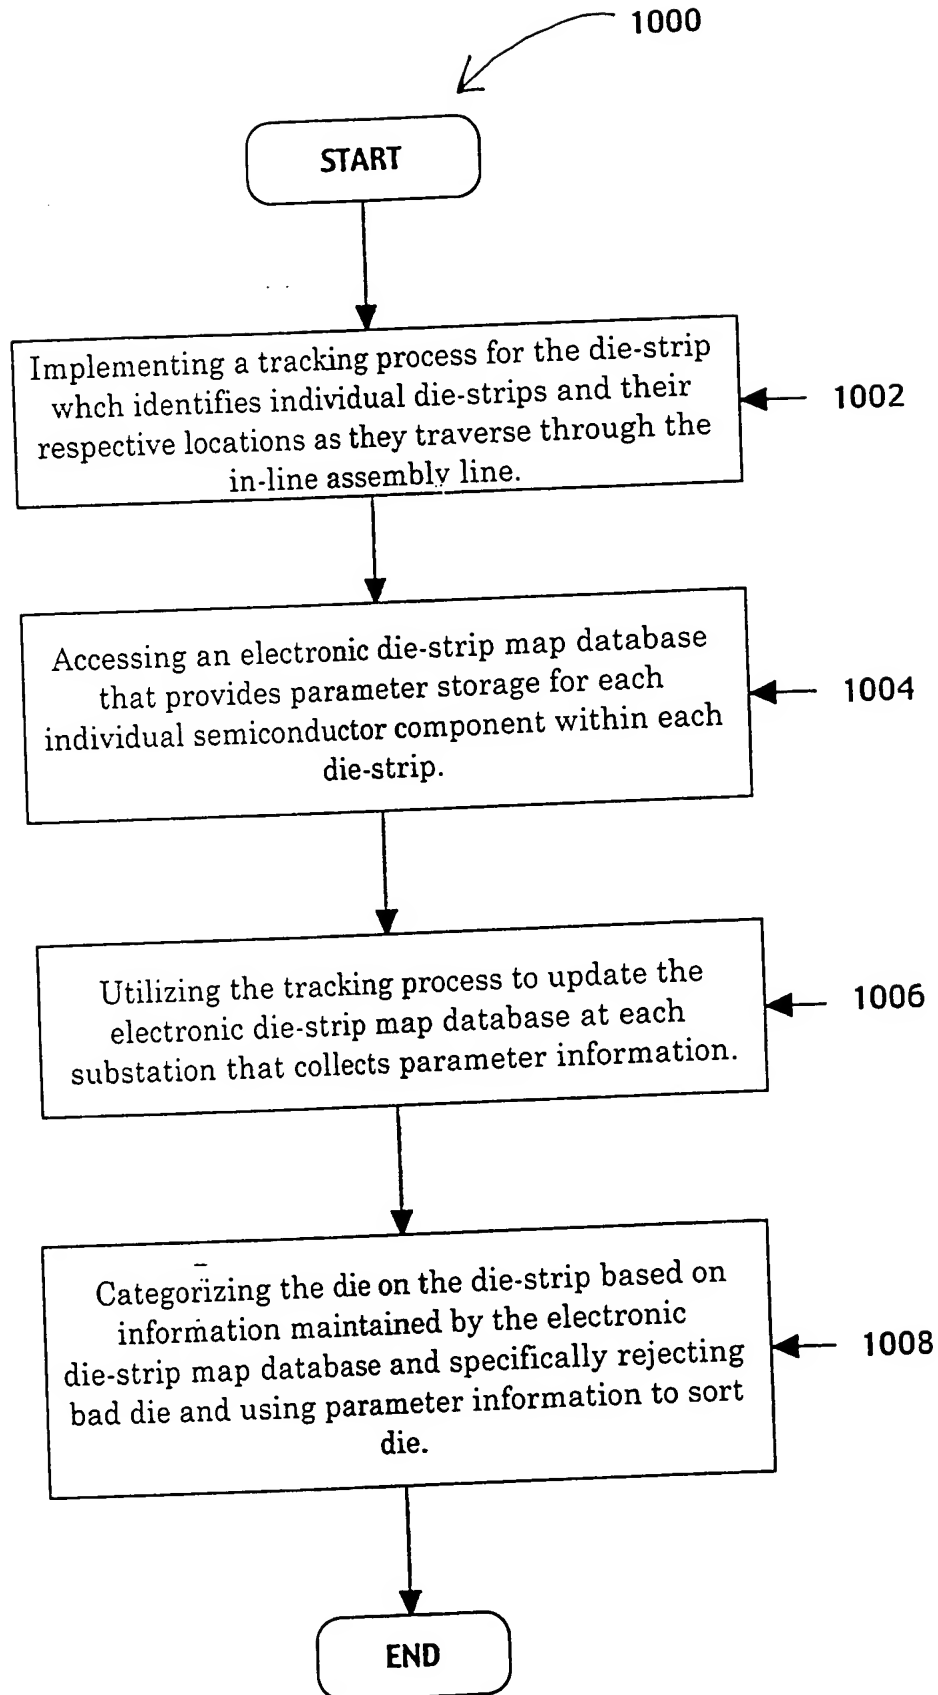 1000
START
Implementing a tracking process for the die-strip
whch identifies individual die-strips and their
respective locations as they traverse through the
in-line assembly line.
1002
Accessing an electronic die-strip map database
that provides parameter storage for each
individual semiconductor component within each
die-strip.
1004
Utilizing the tracking process to update the
electronic die-strip map database at each
substation that collects parameter information.
1006
Categorizing the die on the die-strip based on
information maintained by the electronic
die-strip map database and specifically rejecting
bad die and using parameter information to sort
die.
1008
END